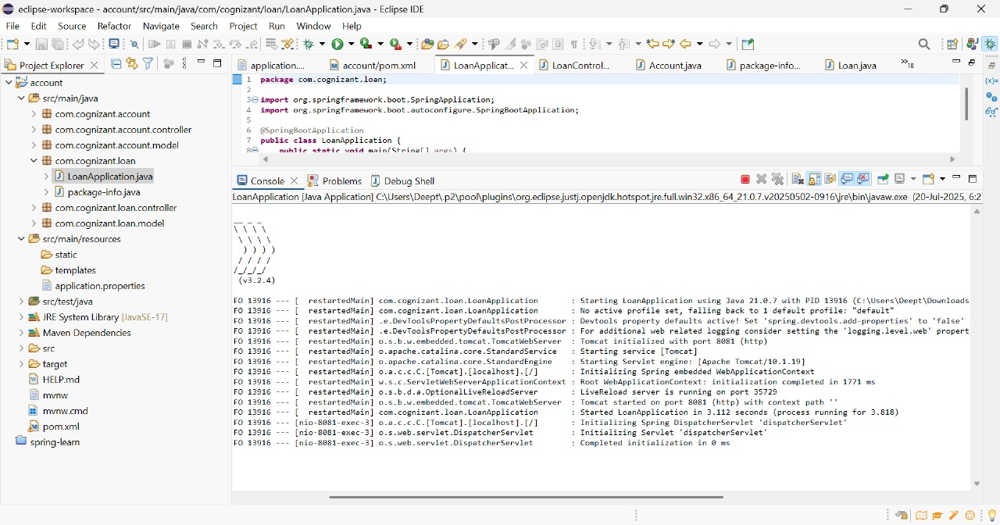 eclipse-workspace - account/src/main/java/com/cognizant/loan/LoanApplication.java - Eclipse IDE
File Edit Source Refactor Navigate Search Project Run Window Help
Project Explorer
application....
account/pom.xml
LoanApplicat...
LoanControl...
Account.java
package-info...
Loan.java
18
account
src/main/java
com.cognizant.account
com.cognizant.account.controller
com.cognizant.account.model
com.cognizant.loan
LoanApplication.java
package-info.java
com.cognizant.loan.controller
com.cognizant.loan.model
src/main/resources
static
templates
application.properties
src/test/java
JRE System Library [JavaSE-17]
Maven Dependencies
src
target
HELP.md
mvnw
mvnw.cmd
pom.xml
spring-learn
1 package com.cognizant.loan;
2
3 import org.springframework.boot.SpringApplication;
4 import org.springframework.boot.autoconfigure.SpringBootApplication;
5
6 @SpringBootApplication
7 public class LoanApplication {
8 public static void main(String[] args) {
Console Problems Debug Shell
LoanApplication [Java Application] C:\Users\Deept\.p2\pool\plugins\org.eclipse.justj.openjdk.hotspot.jre.full.win32.x86_64_21.0.7.v20250502-0916\jre\bin\javaw.exe (20-Jul-2025, 6:2
__ _ _
\ \ \ \
\ \ \ \
) ) ) )
/ / / /
/_/_/_/
(v3.2.4)
FO 13916 --- [ restartedMain] com.cognizant.loan.LoanApplication : Starting LoanApplication using Java 21.0.7 with PID 13916 (C:\Users\Deept\Downloads
FO 13916 --- [ restartedMain] com.cognizant.loan.LoanApplication : No active profile set, falling back to 1 default profile: "default"
FO 13916 --- [ restartedMain] .e.DevToolsPropertyDefaultsPostProcessor : Devtools property defaults active! Set 'spring.devtools.add-properties' to 'false'
FO 13916 --- [ restartedMain] .e.DevToolsPropertyDefaultsPostProcessor : For additional web related logging consider setting the 'logging.level.web' propert
FO 13916 --- [ restartedMain] o.s.b.w.embedded.tomcat.TomcatWebServer : Tomcat initialized with port 8081 (http)
FO 13916 --- [ restartedMain] o.apache.catalina.core.StandardService : Starting service [Tomcat]
FO 13916 --- [ restartedMain] o.apache.catalina.core.StandardEngine : Starting Servlet engine: [Apache Tomcat/10.1.19]
FO 13916 --- [ restartedMain] o.a.c.c.C.[Tomcat].[localhost].[/] : Initializing Spring embedded WebApplicationContext
FO 13916 --- [ restartedMain] w.s.c.ServletWebServerApplicationContext : Root WebApplicationContext: initialization completed in 1771 ms
FO 13916 --- [ restartedMain] o.s.b.d.a.OptionalLiveReloadServer : LiveReload server is running on port 35729
FO 13916 --- [ restartedMain] o.s.b.w.embedded.tomcat.TomcatWebServer : Tomcat started on port 8081 (http) with context path ''
FO 13916 --- [ restartedMain] com.cognizant.loan.LoanApplication : Started LoanApplication in 3.112 seconds (process running for 3.818)
FO 13916 --- [nio-8081-exec-3] o.a.c.c.C.[Tomcat].[localhost].[/] : Initializing Spring DispatcherServlet 'dispatcherServlet'
FO 13916 --- [nio-8081-exec-3] o.s.web.servlet.DispatcherServlet : Initializing Servlet 'dispatcherServlet'
FO 13916 --- [nio-8081-exec-3] o.s.web.servlet.DispatcherServlet : Completed initialization in 0 ms